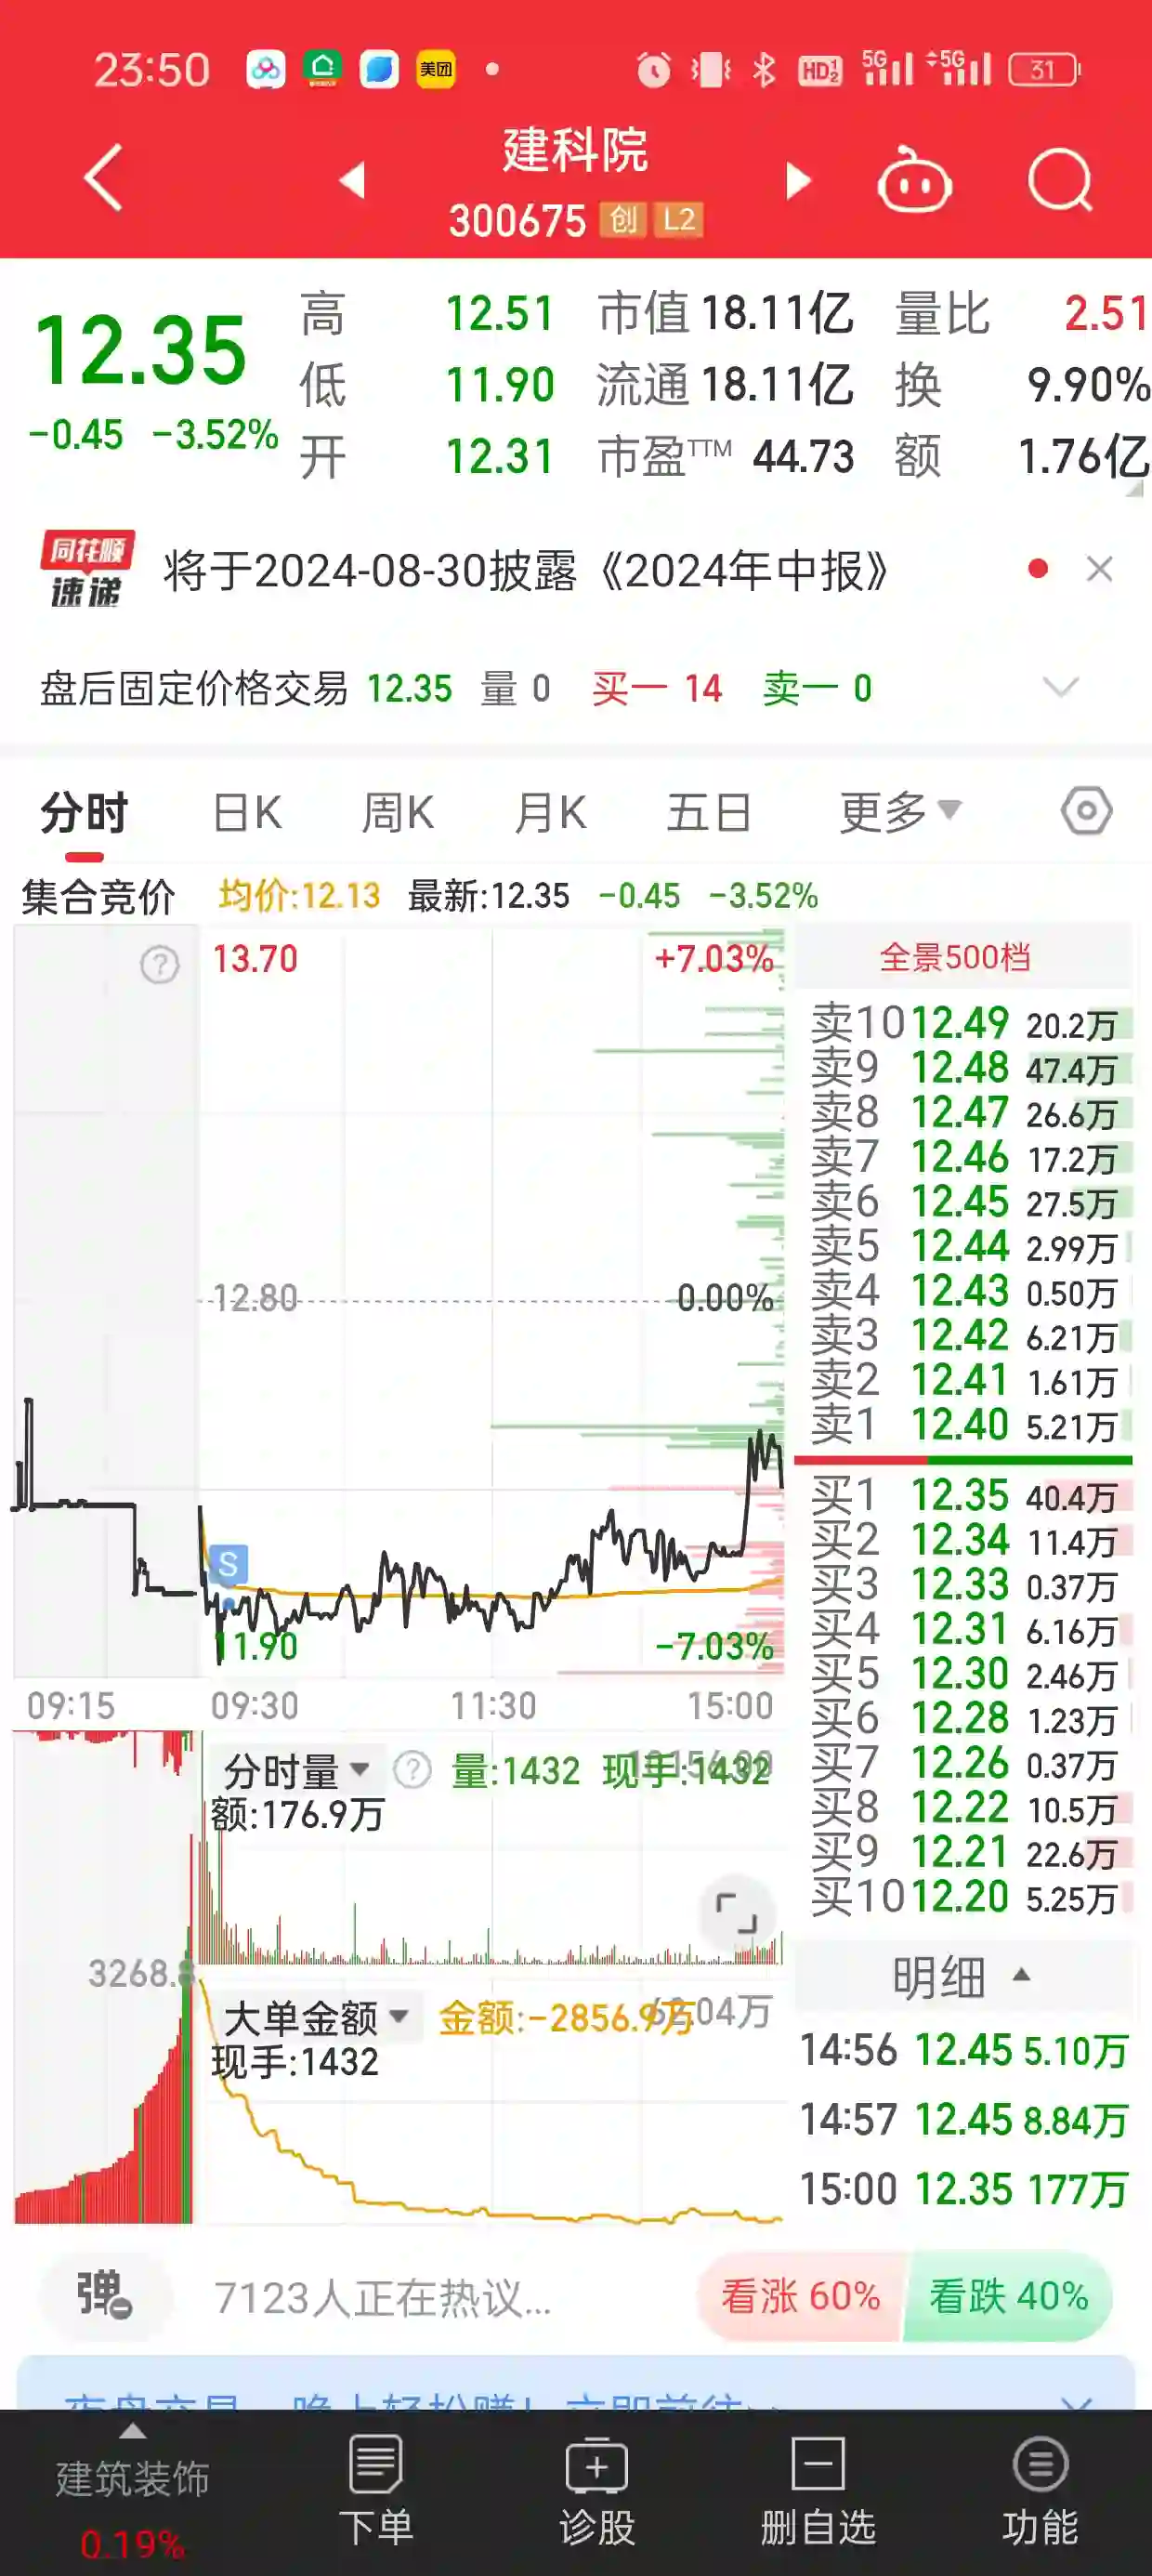 23:50 美团 HD 5G 5G 31
建科院
300675 创 L2
12.35
-0.45 -3.52%
高 12.51 市值 18.11亿 量比 2.51
低 11.90 流通 18.11亿 换 9.90%
开 12.31 市盈TTM 44.73 额 1.76亿
同花顺
速递
将于2024-08-30披露《2024年中报》
盘后固定价格交易 12.35 量 0 买一 14 卖一 0
分时 日K 周K 月K 五日 更多
集合竞价 均价:12.13 最新:12.35 -0.45 -3.52%
13.70 +7.03%
12.80 0.00%
S
11.90 -7.03%
09:15 09:30 11:30 15:00
全景500档
卖10 12.49 20.2万
卖9 12.48 47.4万
卖8 12.47 26.6万
卖7 12.46 17.2万
卖6 12.45 27.5万
卖5 12.44 2.99万
卖4 12.43 0.50万
卖3 12.42 6.21万
卖2 12.41 1.61万
卖1 12.40 5.21万
买1 12.35 40.4万
买2 12.34 11.4万
买3 12.33 0.37万
买4 12.31 6.16万
买5 12.30 2.46万
买6 12.28 1.23万
买7 12.26 0.37万
买8 12.22 10.5万
买9 12.21 22.6万
买10 12.20 5.25万
分时量 ? 量:1432 现手:1432
额:176.9万
大单金额 金额:-2856.9万
现手:1432
明细
14:56 12.45 5.10万
14:57 12.45 8.84万
15:00 12.35 177万
弹 7123人正在热议... 看涨 60% 看跌 40%
建筑装饰
0.19%
下单 诊股 删自选 功能